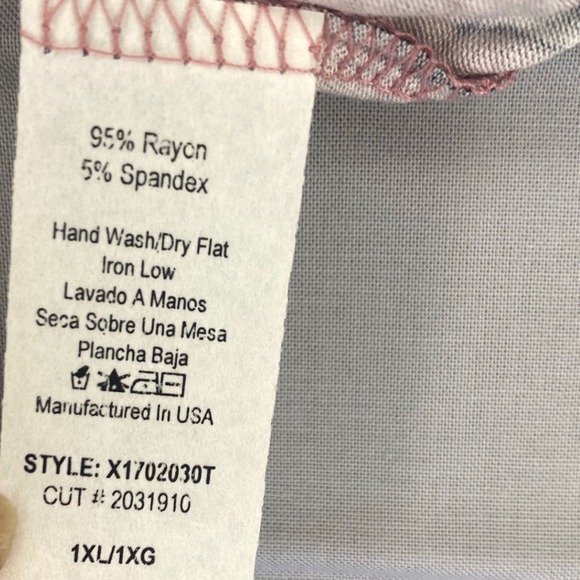 95% Rayon
5% Spandex
Hand Wash/Dry Flat
Iron Low
Lavado A Manos
Seca Sobre Una Mesa
Plancha Baja
Manufactured In USA
STYLE: X1702030T
CUT # 2031910
1XL/1XG